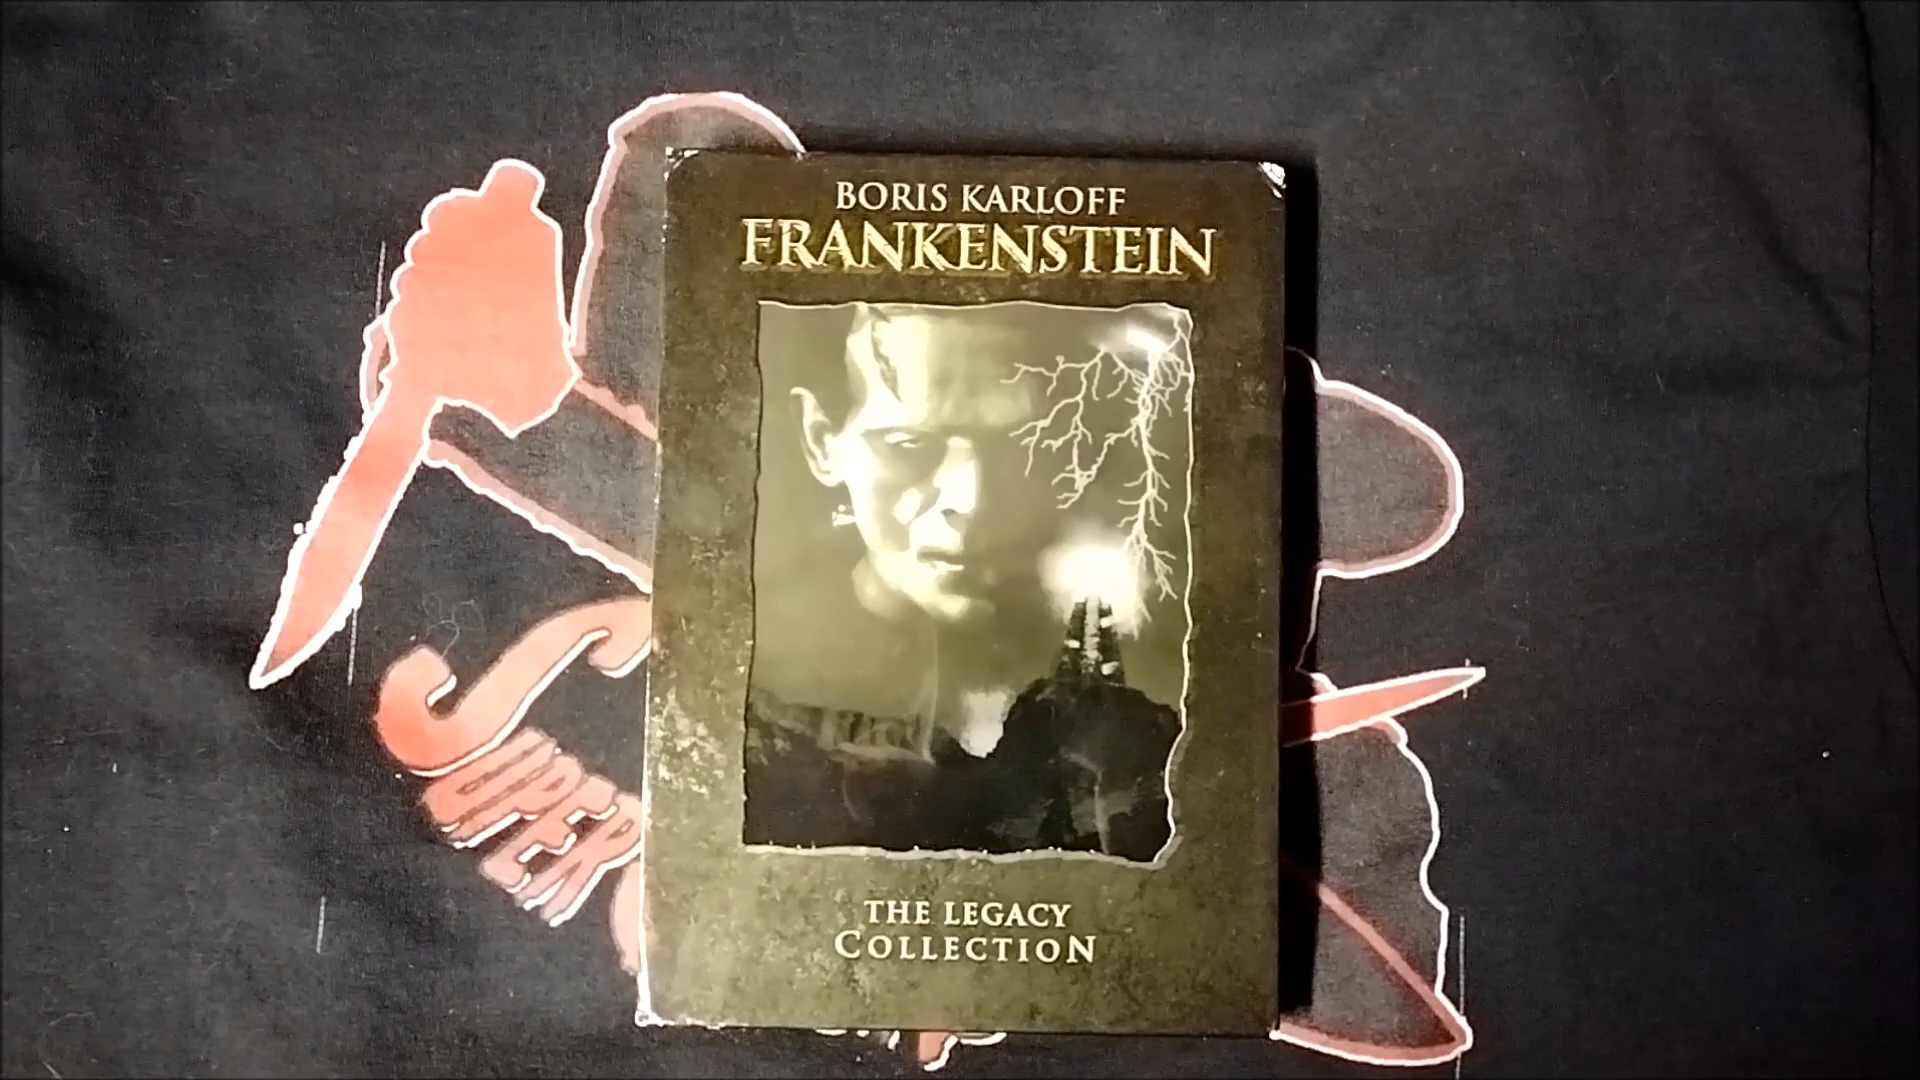 BORIS KARLOFF
FRANKENSTEIN
THE LEGACY
COLLECTION